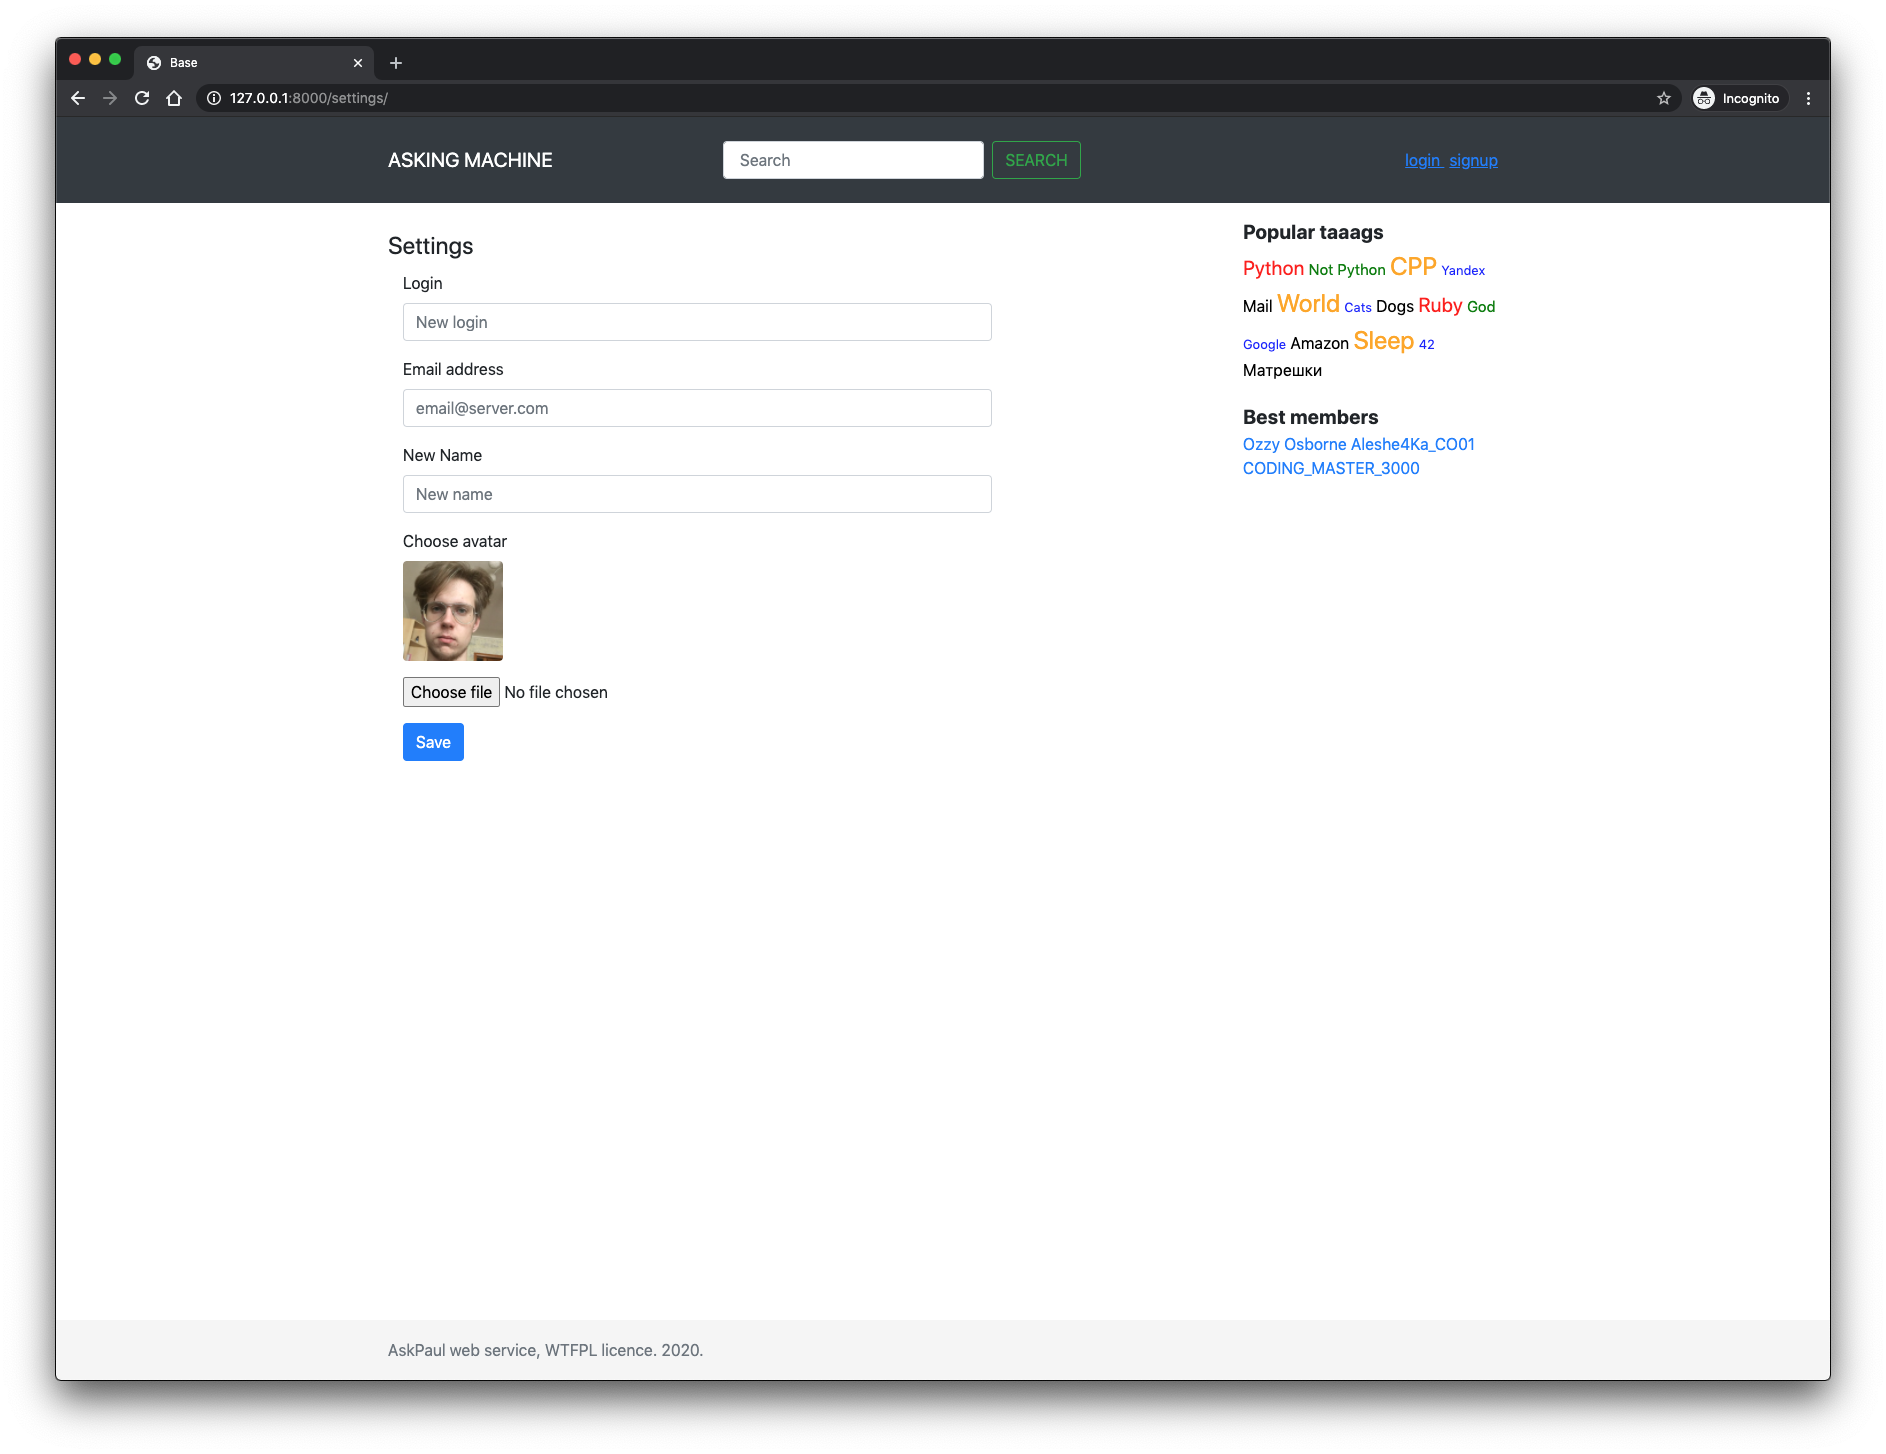 Base
127.0.0.1:8000/settings/
Incognito
ASKING MACHINE
Search
SEARCH
login signup
Settings
Login
New login
Email address
email@server.com
New Name
New name
Choose avatar
Choose file No file chosen
Save
Popular taaags
Python Not Python CPP Yandex
Mail World Cats Dogs Ruby God
Google Amazon Sleep 42
Матрешки
Best members
Ozzy Osborne Aleshe4Ka_CO01
CODING_MASTER_3000
AskPaul web service, WTFPL licence. 2020.